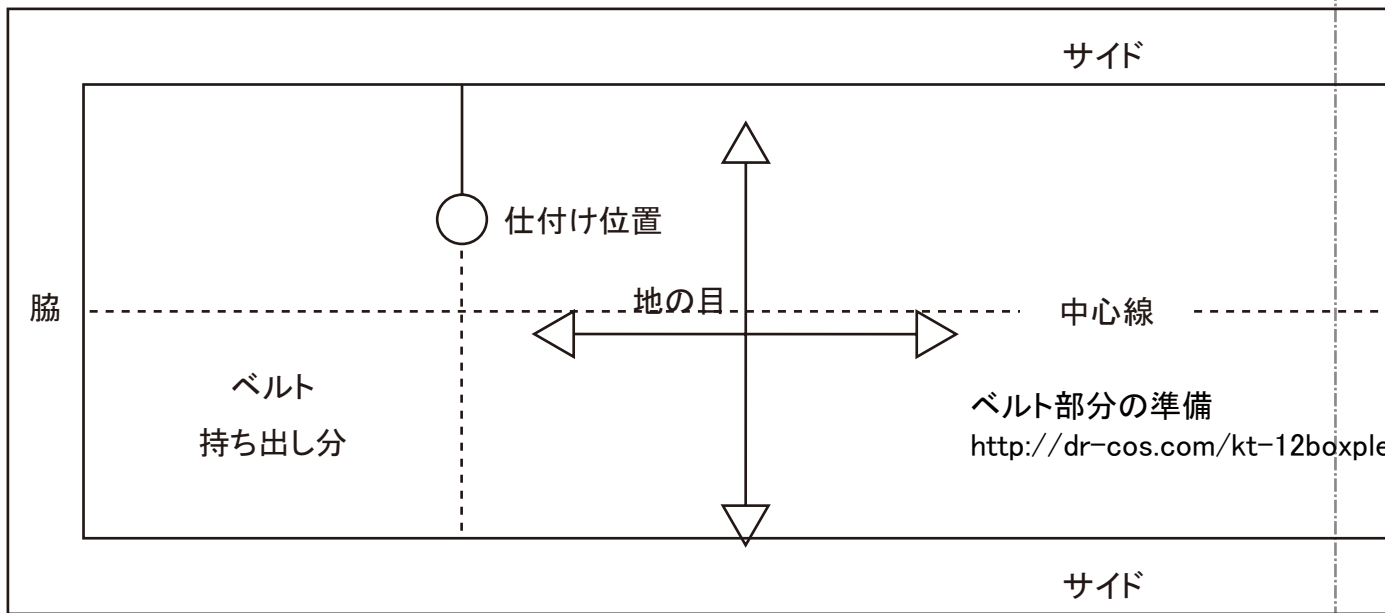 サイド
仕付け位置
地の目
脇
中心線
ベルト
持ち出し分
ベルト部分の準備
http://dr-cos.com/kt-12boxple
サイド